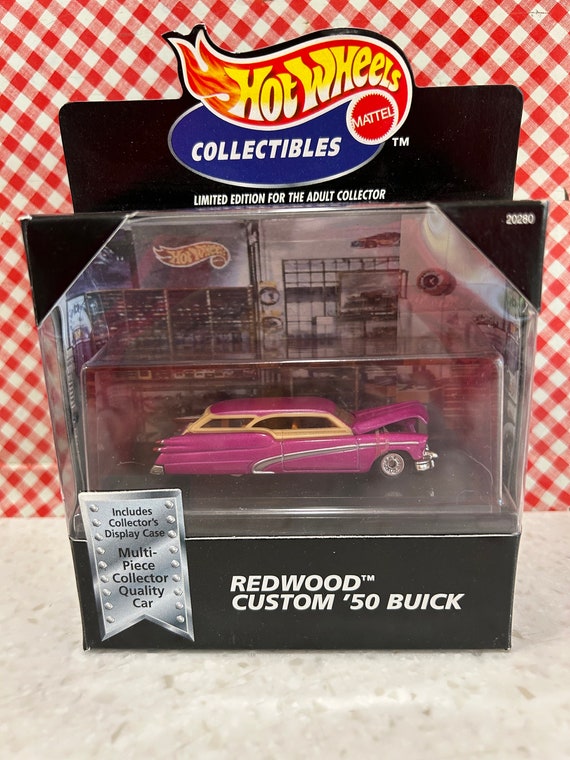 HOT WHEELS
MATTEL
COLLECTIBLES
TM
LIMITED EDITION FOR THE ADULT COLLECTOR
20280
HOT WHEELS
Includes
Collector's
Display Case
Multi-
Piece
Collector
Quality
Car
REDWOOD™
CUSTOM '50 BUICK